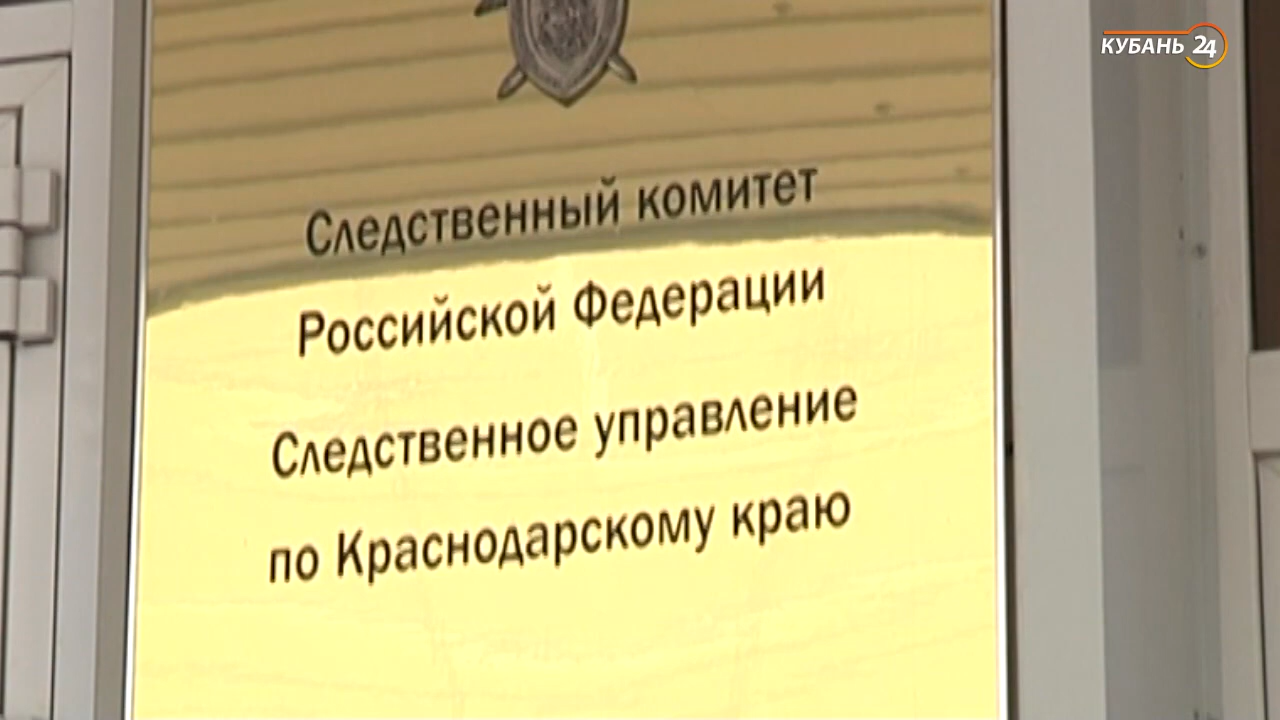 КУБАНЬ 24
Следственный комитет
Российской Федерации
Следственное управление
по Краснодарскому краю